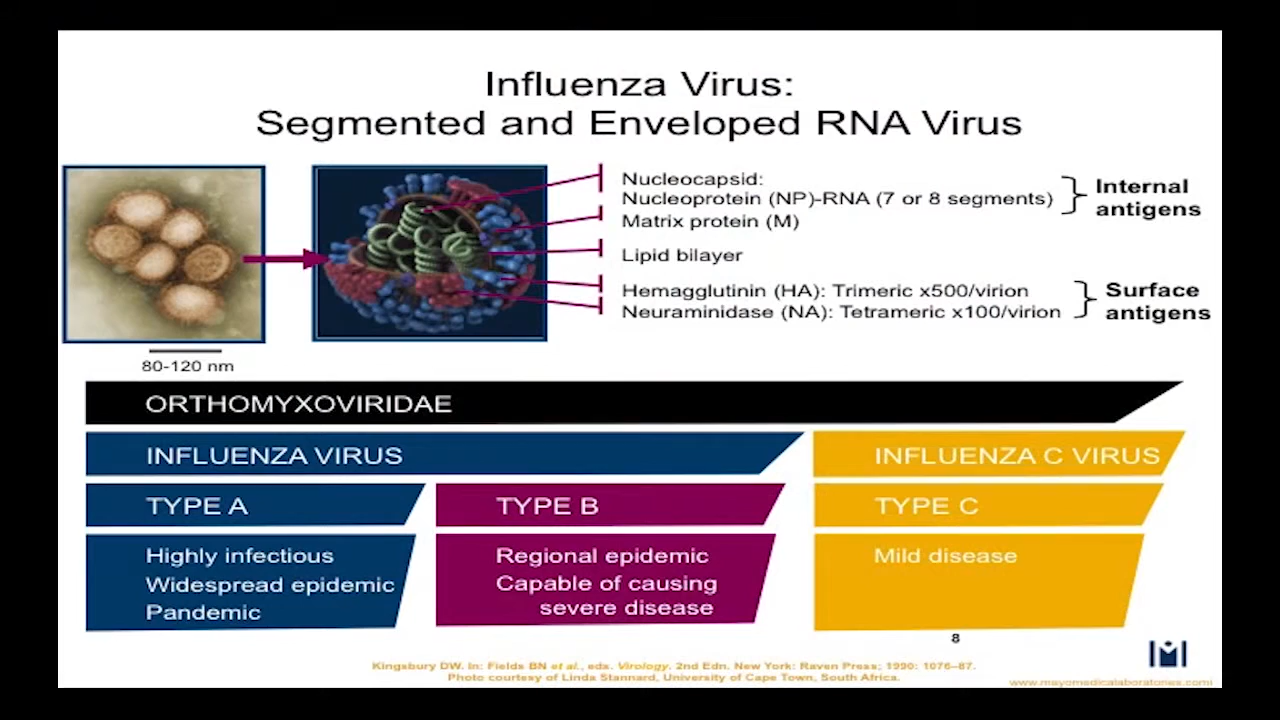 Influenza Virus:
Segmented and Enveloped RNA Virus
Nucleocapsid:
Nucleoprotein (NP)-RNA (7 or 8 segments)
Matrix protein (M)
Internal
antigens
Lipid bilayer
Hemagglutinin (HA): Trimeric x500/virion
Neuraminidase (NA): Tetrameric x100/virion
Surface
antigens
80-120 nm
ORTHOMYXOVIRIDAE
INFLUENZA VIRUS
INFLUENZA C VIRUS
TYPE A
TYPE B
TYPE C
Highly infectious
Widespread epidemic
Pandemic
Regional epidemic
Capable of causing
severe disease
Mild disease
8
Kingsbury DW. In: Fields BN et al., eds. Virology. 2nd Edn. New York: Raven Press; 1990: 1076–87.
Photo courtesy of Linda Stannard, University of Cape Town, South Africa.
www.mayomedicallaboratories.com